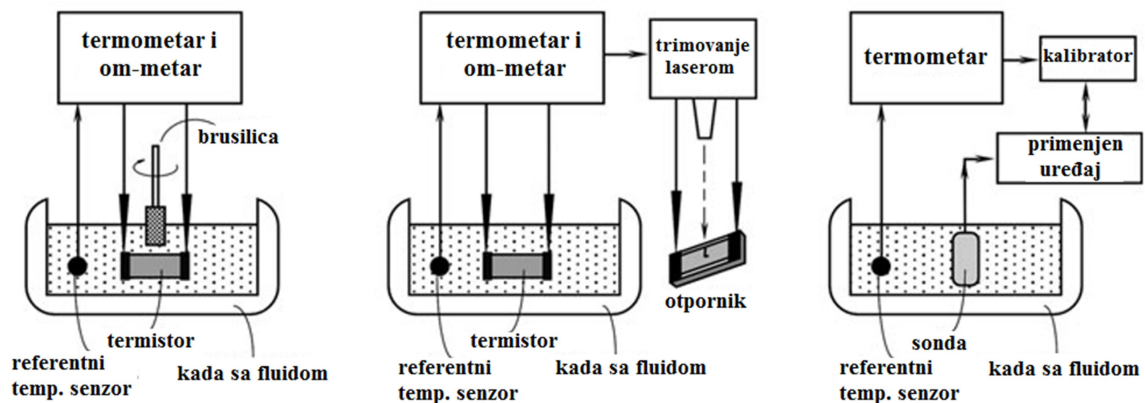 termometar i
om-metar
brusilica
termistor
referentni
temp. senzor
kada sa fluidom
termometar i
om-metar
trimovanje
laserom
otpornik
termistor
referentni
temp. senzor
kada sa fluidom
termometar
kalibrator
primenjen
uređaj
sonda
referentni
temp. senzor
kada sa fluidom